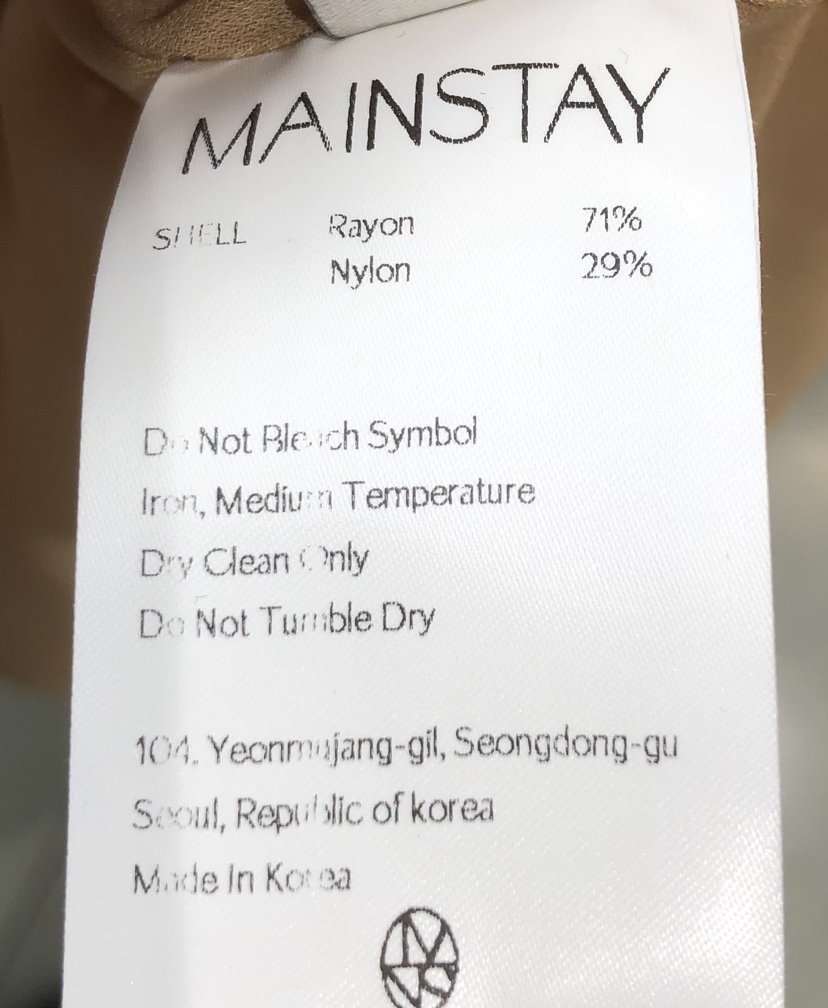 MAINSTAY
SHELL Rayon 71%
Nylon 29%
Do Not Bleach Symbol
Iron, Medium Temperature
Dry Clean Only
Do Not Tumble Dry
104, Yeonmujang-gil, Seongdong-gu
Seoul, Republic of korea
Made In Korea